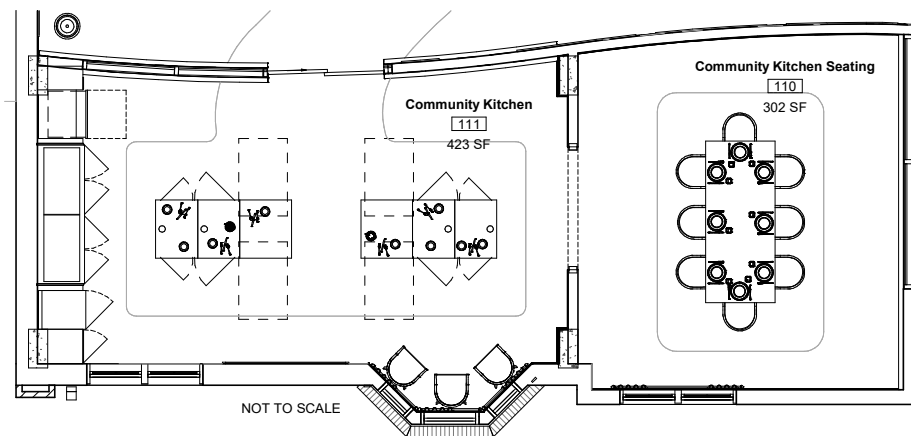 Community Kitchen Seating
110
302 SF
Community Kitchen
111
423 SF
NOT TO SCALE